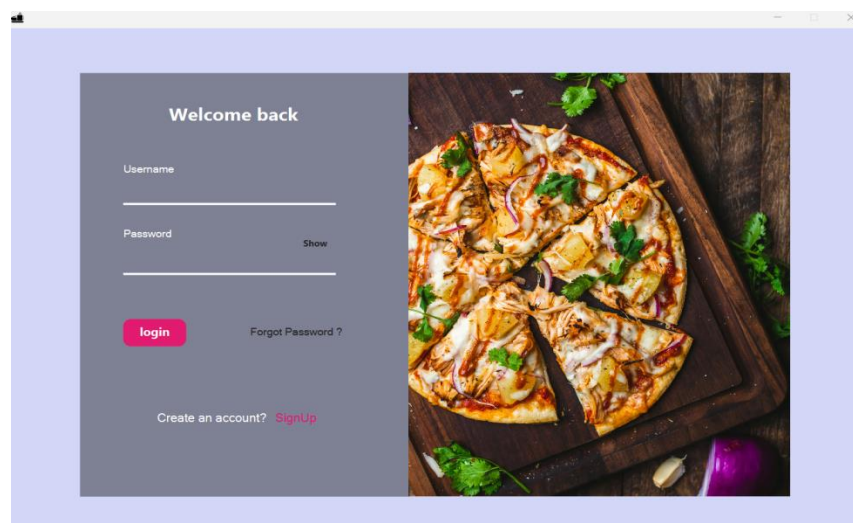 Welcome back
Username
Password
Show
login
Forgot Password ?
Create an account? SignUp